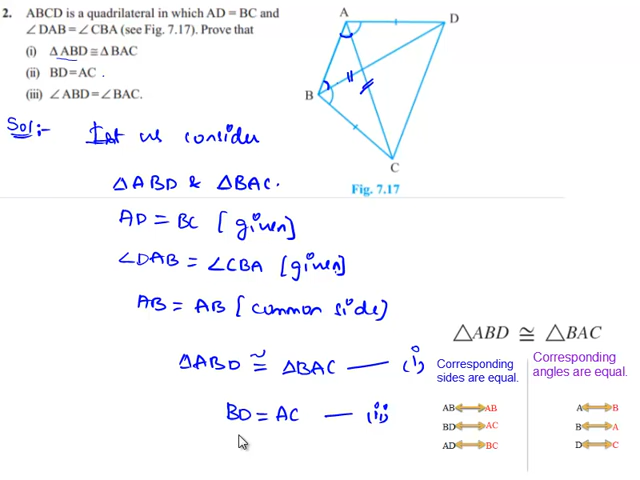 2. ABCD is a quadrilateral in which AD = BC and
∠DAB = ∠CBA (see Fig. 7.17). Prove that
(i) ΔABD ≅ ΔBAC
(ii) BD = AC .
(iii) ∠ABD = ∠BAC.
A
D
B
C
Fig. 7.17
Sol:-
Let us consider
△ABD & △BAC.
AD = BC [given]
∠DAB = ∠CBA [given]
AB = AB [common side)
△ABD ≅ △BAC — (i)
BD = AC — (ii)
△ABD ≅ △BAC
Corresponding
sides are equal.
AB AB
BD AC
AD BC
Corresponding
angles are equal.
A B
B A
D C